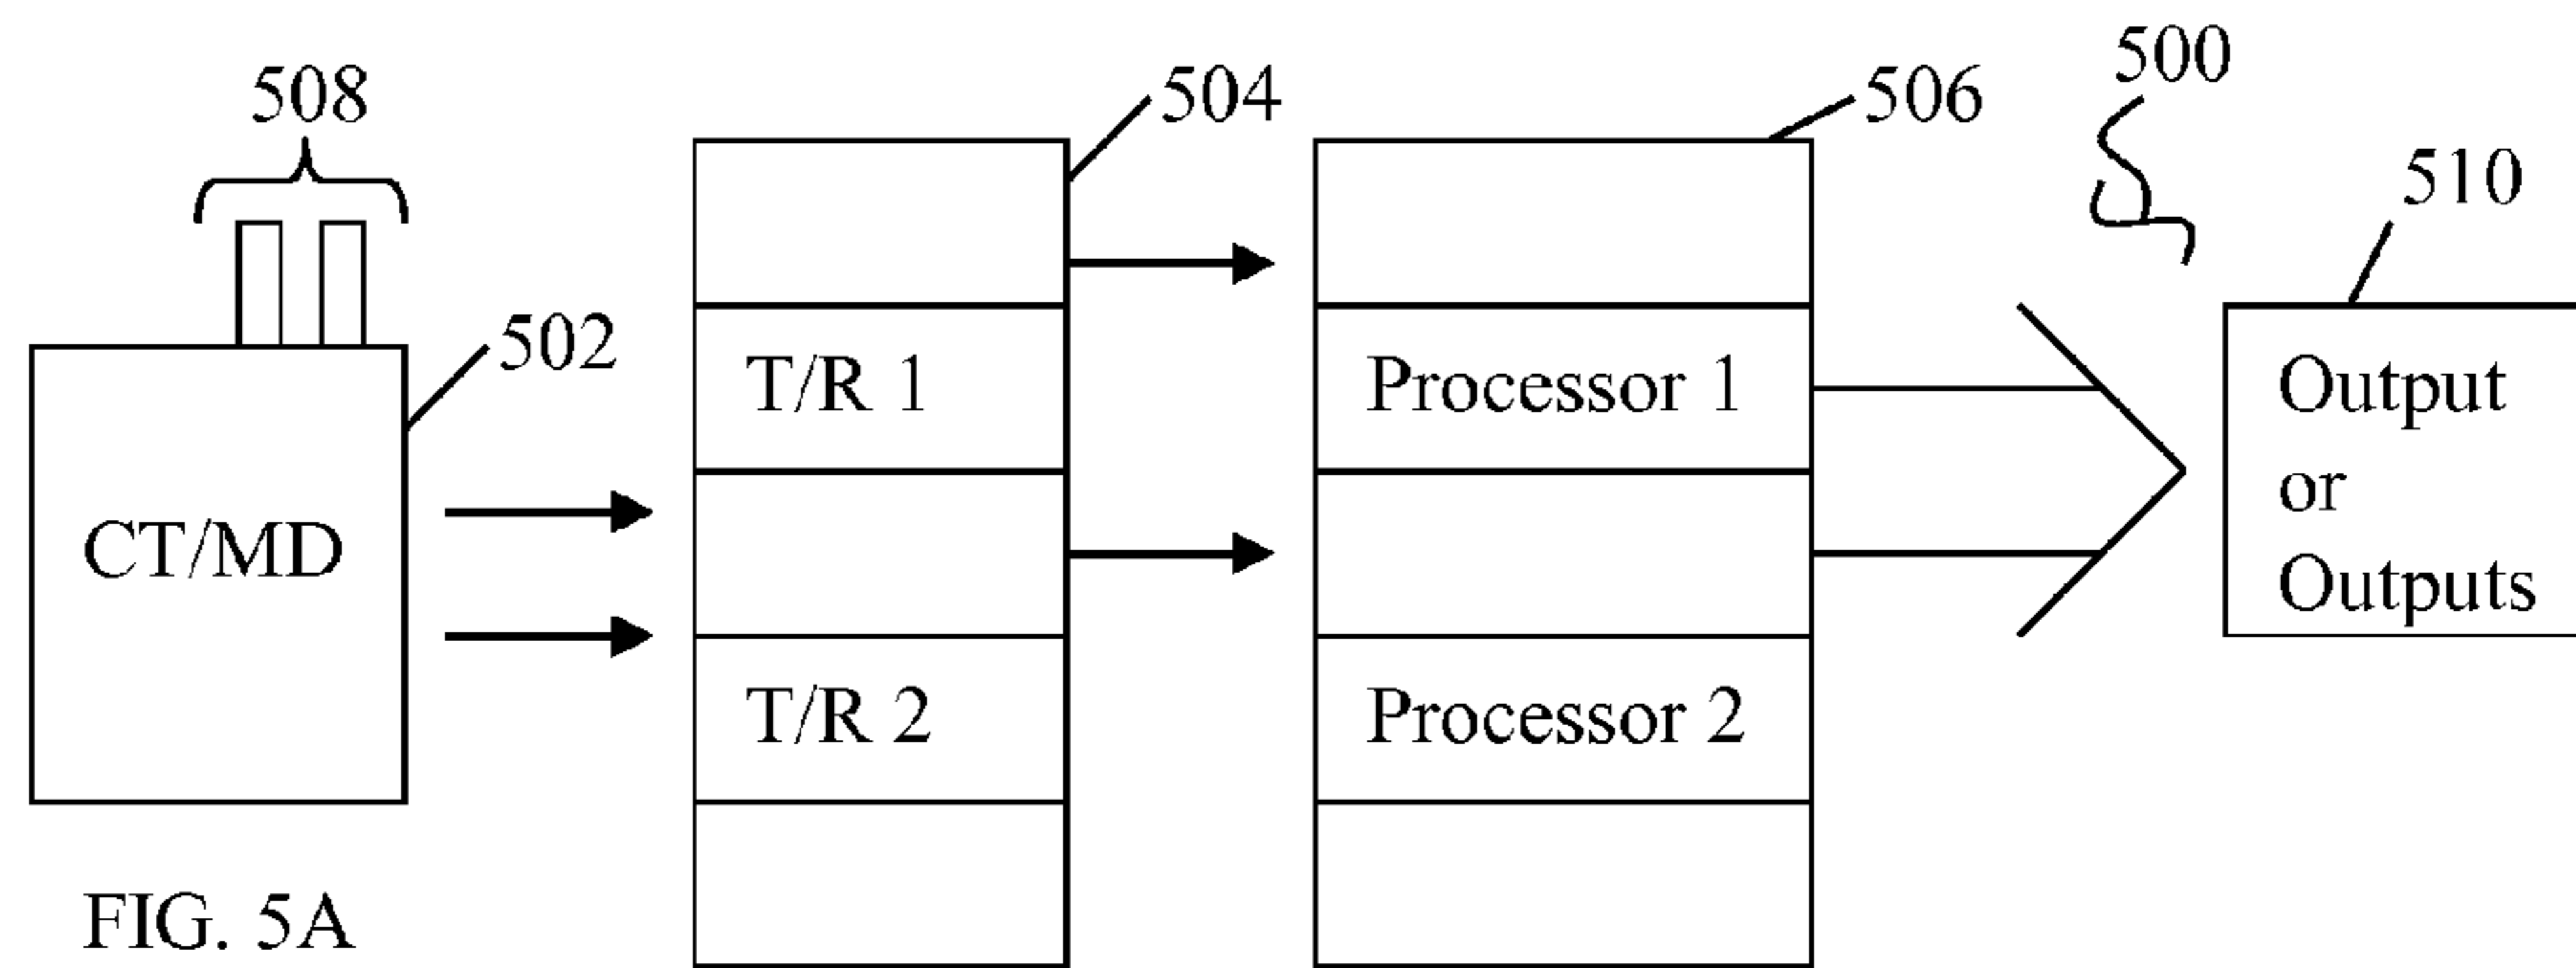 508
502
CT/MD
504
T/R 1
T/R 2
506
Processor 1
Processor 2
500
510
Output
or
Outputs
FIG. 5A